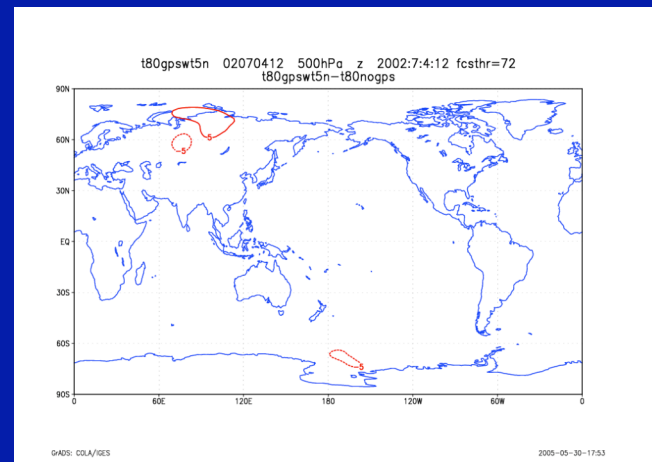 t80gpswt5n 02070412 500hPa z 2002:7:4:12 fcsthr=72
t80gpswt5n-t80nogps
90N
60N
30N
EQ
30S
60S
90S
0 60E 120E 180 120W 60W 0
5
-5
-5
GrADS: COLA/IGES 2005-05-30-17:53